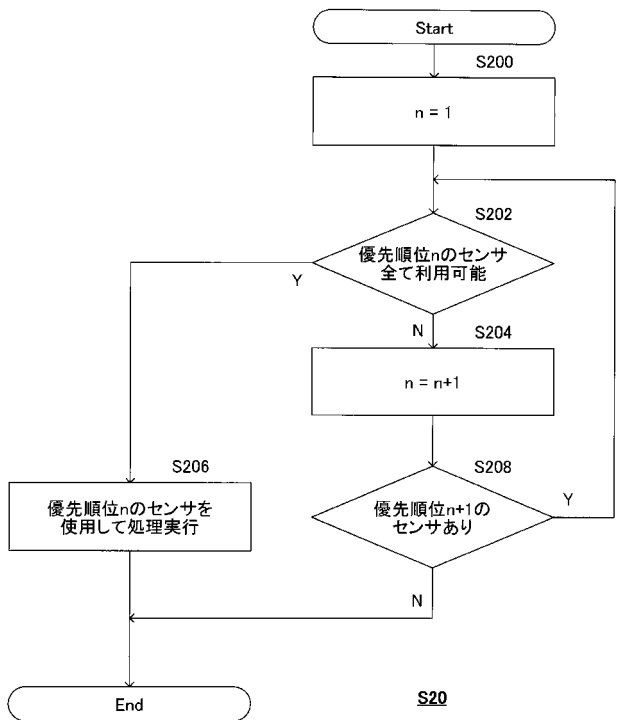 Start
S200
n = 1
S202
優先順位nのセンサ
全て利用可能
Y
N
S204
n = n+1
S206
優先順位nのセンサを
使用して処理実行
S208
優先順位n+1の
センサあり
Y
N
End
S20